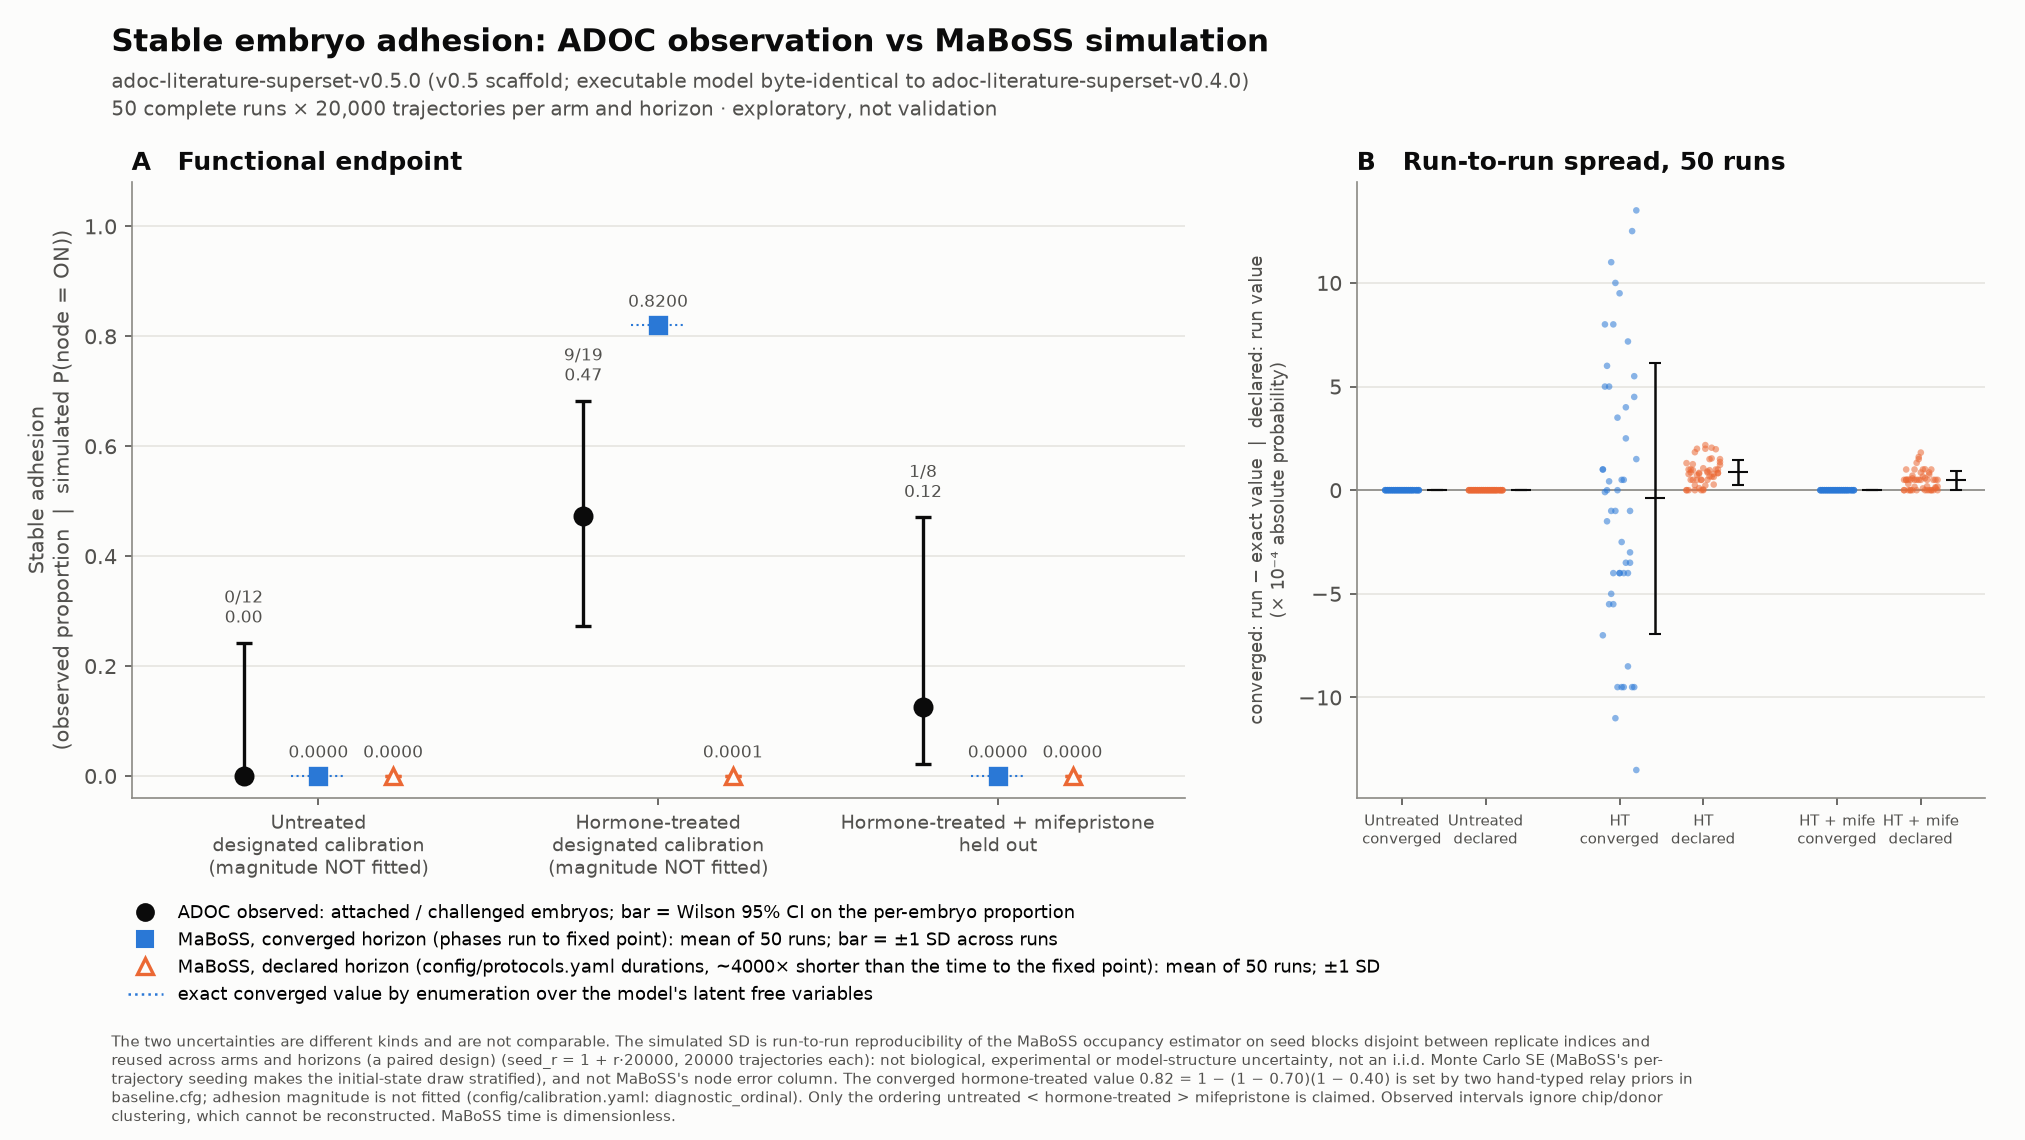 Stable embryo adhesion: ADOC observation vs MaBoSS simulation
adoc-literature-superset-v0.5.0 (v0.5 scaffold; executable model byte-identical to adoc-literature-superset-v0.4.0)
50 complete runs × 20,000 trajectories per arm and horizon · exploratory, not validation
A Functional endpoint
Stable adhesion
(observed proportion | simulated P(node = ON))
1.0
0.8
0.6
0.4
0.2
0.0
0/12
0.00
0.0000
0.0000
9/19
0.47
0.8200
0.0001
1/8
0.12
0.0000
0.0000
Untreated
designated calibration
(magnitude NOT fitted)
Hormone-treated
designated calibration
(magnitude NOT fitted)
Hormone-treated + mifepristone
held out
B Run-to-run spread, 50 runs
converged: run − exact value | declared: run value
(× 10⁻⁴ absolute probability)
10
5
0
−5
−10
Untreated
converged
Untreated
declared
HT
converged
HT
declared
HT + mife
converged
HT + mife
declared
ADOC observed: attached / challenged embryos; bar = Wilson 95% CI on the per-embryo proportion
MaBoSS, converged horizon (phases run to fixed point): mean of 50 runs; bar = ±1 SD across runs
MaBoSS, declared horizon (config/protocols.yaml durations, ~4000× shorter than the time to the fixed point): mean of 50 runs; ±1 SD
exact converged value by enumeration over the model's latent free variables
The two uncertainties are different kinds and are not comparable. The simulated SD is run-to-run reproducibility of the MaBoSS occupancy estimator on seed blocks disjoint between replicate indices and
reused across arms and horizons (a paired design) (seed_r = 1 + r·20000, 20000 trajectories each): not biological, experimental or model-structure uncertainty, not an i.i.d. Monte Carlo SE (MaBoSS's per-
trajectory seeding makes the initial-state draw stratified), and not MaBoSS's node error column. The converged hormone-treated value 0.82 = 1 − (1 − 0.70)(1 − 0.40) is set by two hand-typed relay priors in
baseline.cfg; adhesion magnitude is not fitted (config/calibration.yaml: diagnostic_ordinal). Only the ordering untreated < hormone-treated > mifepristone is claimed. Observed intervals ignore chip/donor
clustering, which cannot be reconstructed. MaBoSS time is dimensionless.